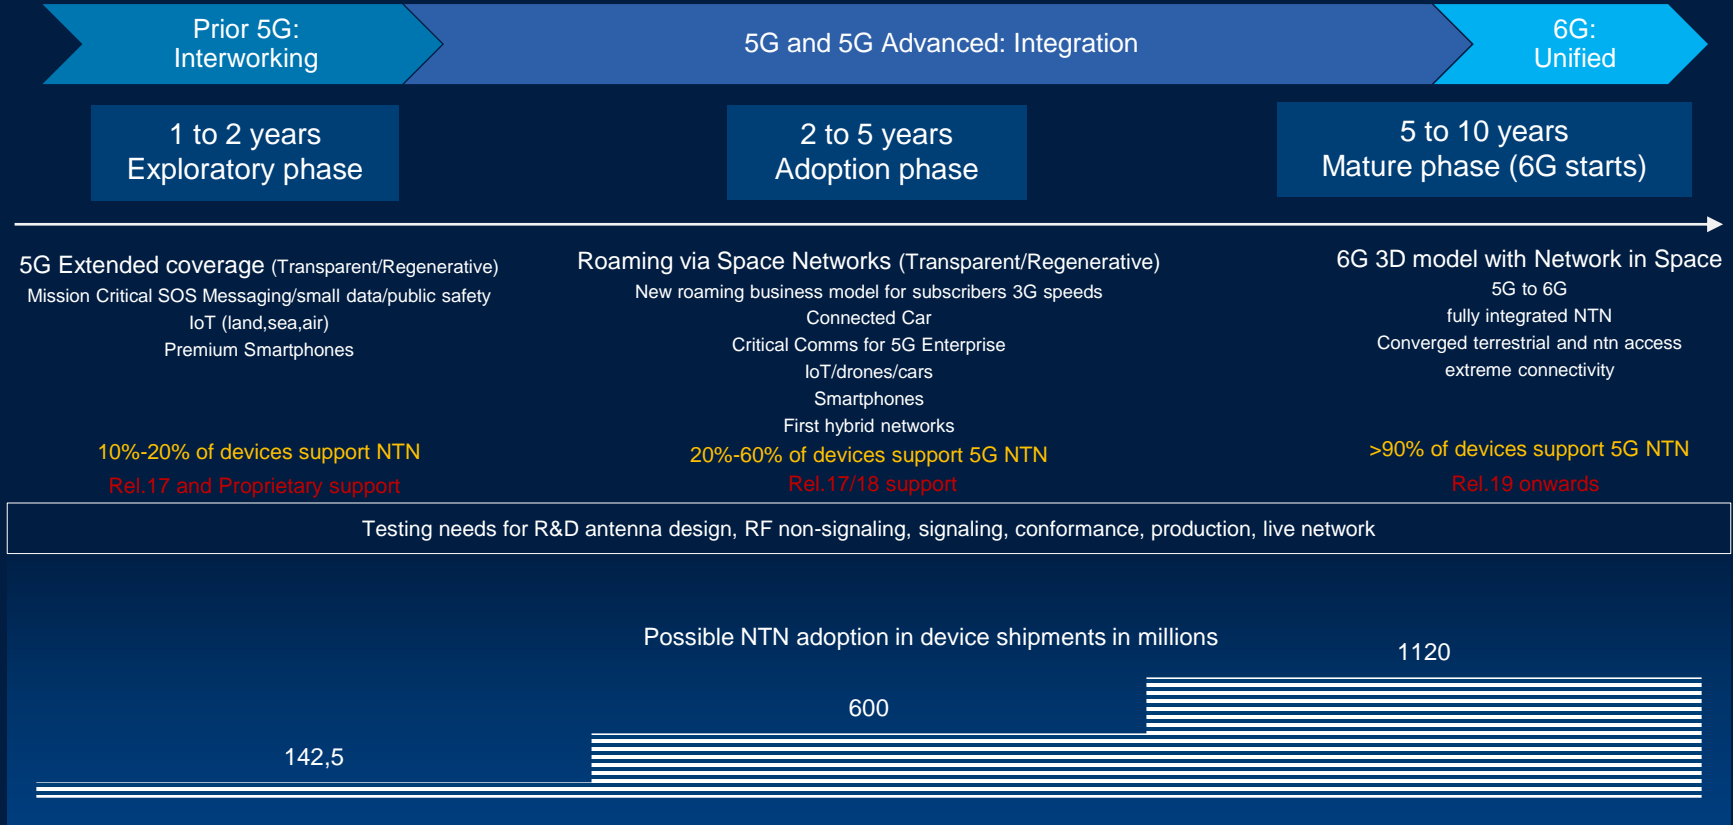 Prior 5G:
Interworking
5G and 5G Advanced: Integration
6G:
Unified
1 to 2 years
Exploratory phase
2 to 5 years
Adoption phase
5 to 10 years
Mature phase (6G starts)
5G Extended coverage (Transparent/Regenerative)
Mission Critical SOS Messaging/small data/public safety
IoT (land,sea,air)
Premium Smartphones
10%-20% of devices support NTN
Rel.17 and Proprietary support
Roaming via Space Networks (Transparent/Regenerative)
New roaming business model for subscribers 3G speeds
Connected Car
Critical Comms for 5G Enterprise
IoT/drones/cars
Smartphones
First hybrid networks
20%-60% of devices support 5G NTN
Rel.17/18 support
6G 3D model with Network in Space
5G to 6G
fully integrated NTN
Converged terrestrial and ntn access
extreme connectivity
>90% of devices support 5G NTN
Rel.19 onwards
Testing needs for R&D antenna design, RF non-signaling, signaling, conformance, production, live network
Possible NTN adoption in device shipments in millions
142,5
600
1120